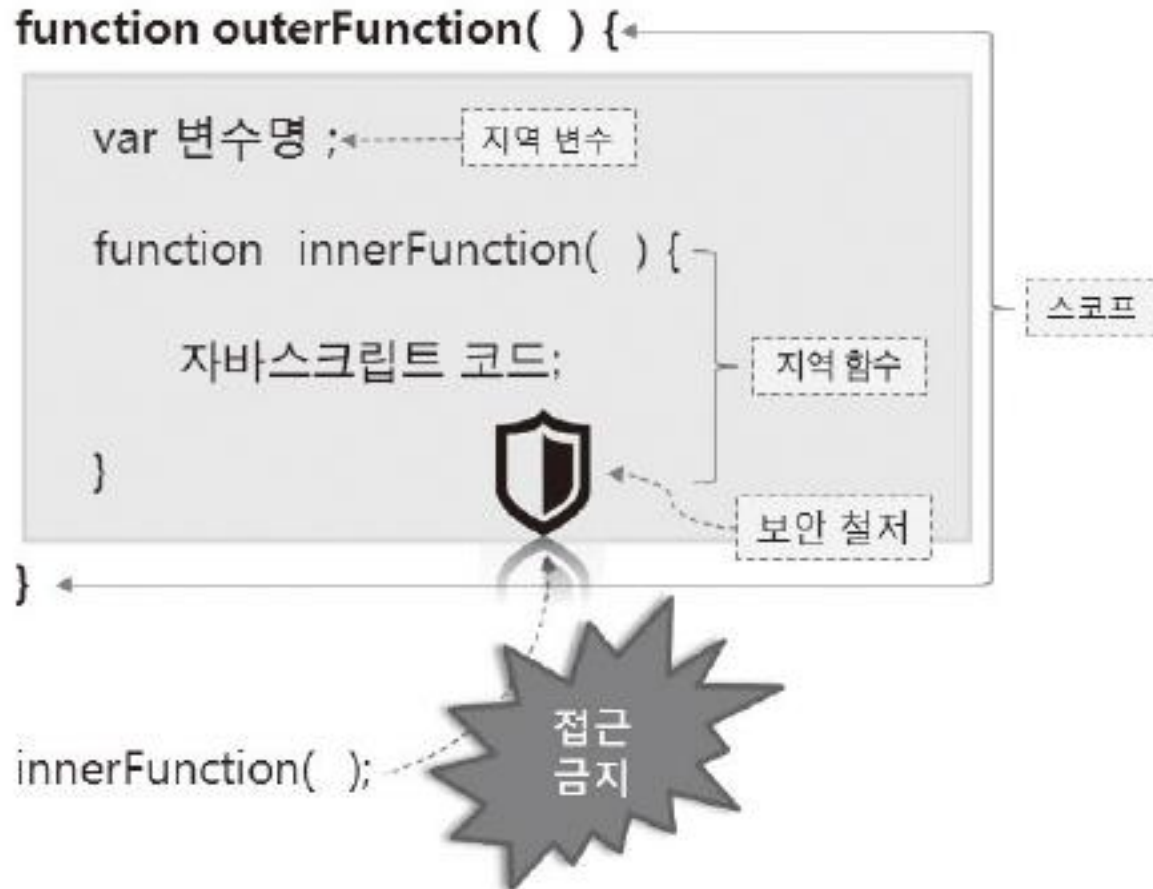 function outerFunction( ) {
var 변수명 ;
지역 변수
function innerFunction( ) {
스코프
자바스크립트 코드;
지역 함수
}
보안 철저
}
접근
금지
innerFunction( );